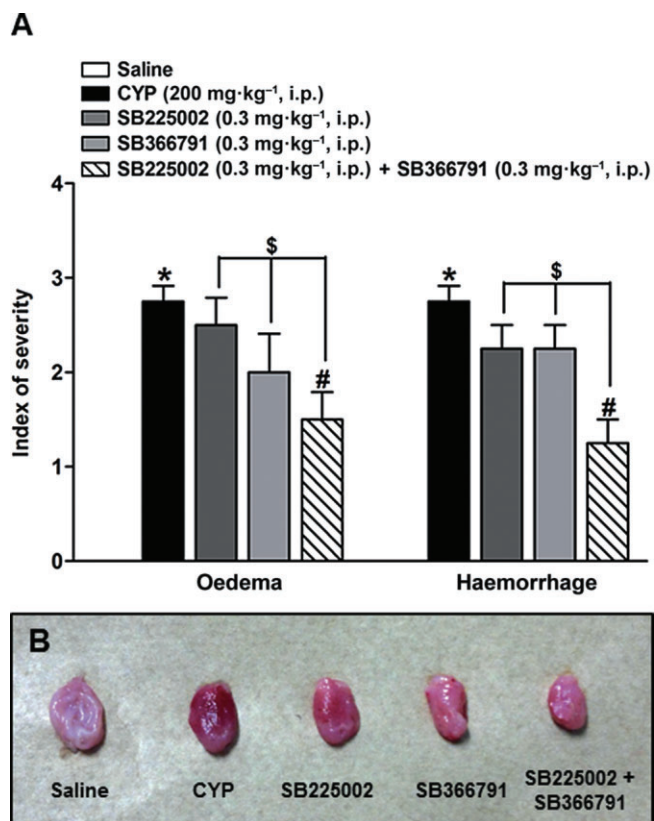 A
Saline
CYP (200 mg·kg⁻¹, i.p.)
SB225002 (0.3 mg·kg⁻¹, i.p.)
SB366791 (0.3 mg·kg⁻¹, i.p.)
SB225002 (0.3 mg·kg⁻¹, i.p.) + SB366791 (0.3 mg·kg⁻¹, i.p.)
Index of severity
4
3
2
1
0
* $ #
* $ #
Oedema Haemorrhage
B
Saline CYP SB225002 SB366791 SB225002 +
SB366791